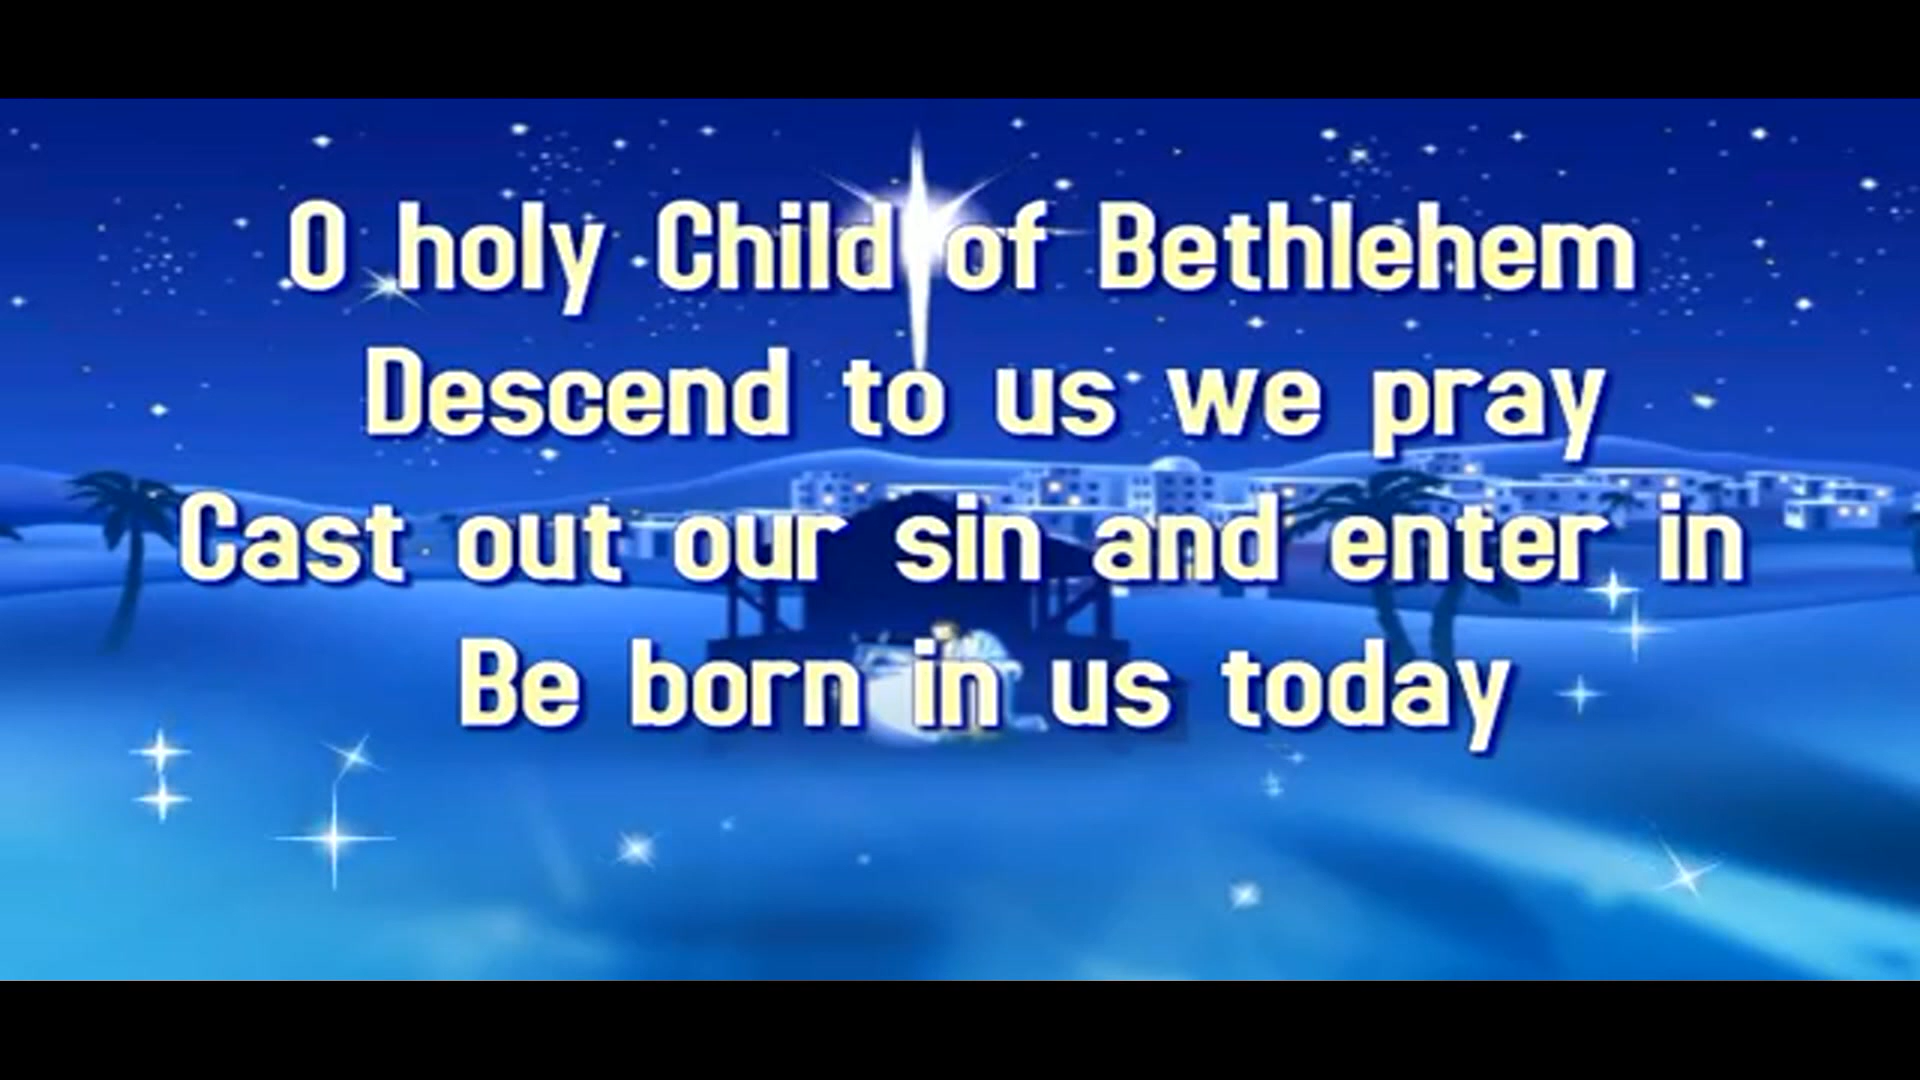 O holy Child of Bethlehem
Descend to us we pray
Cast out our sin and enter in
Be born in us today